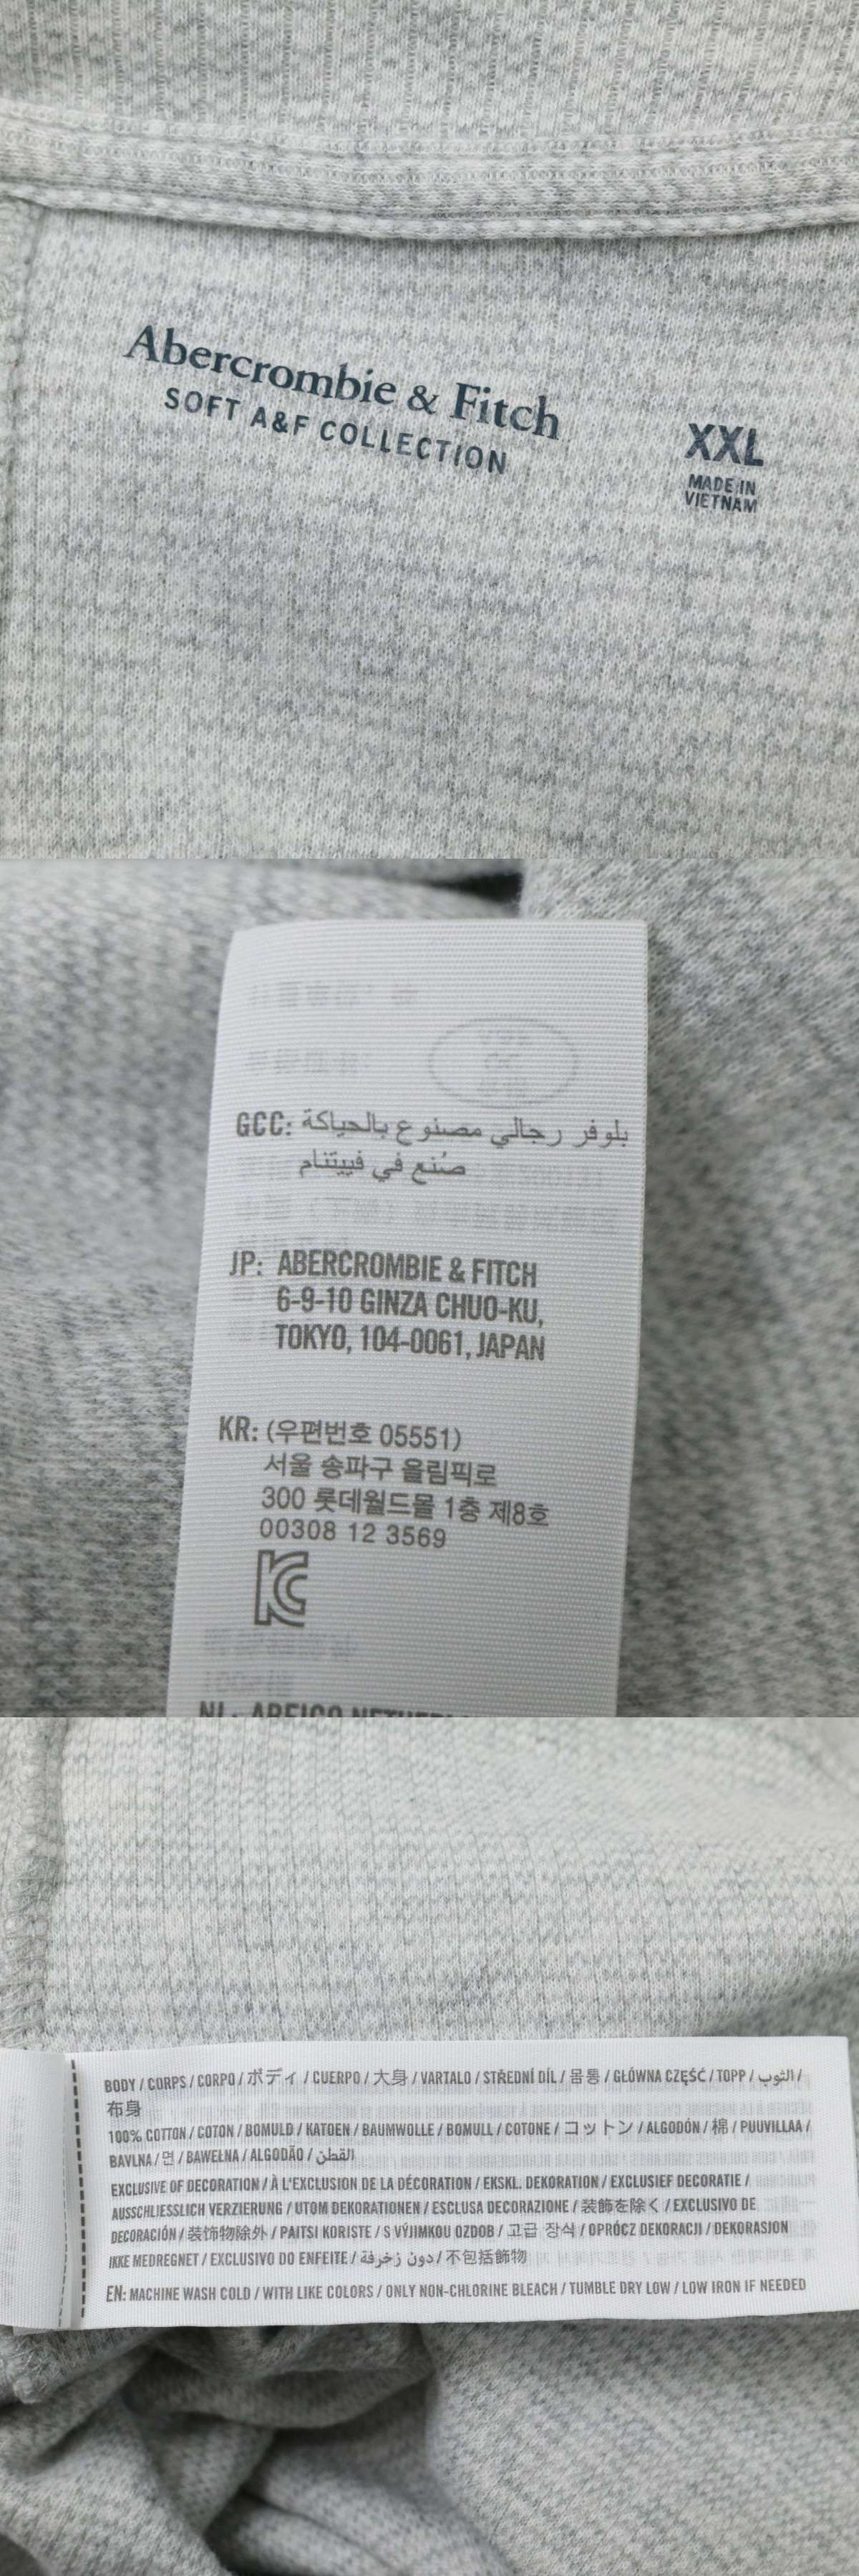 Abercrombie & Fitch
SOFT A&F COLLECTION
XXL
MADE IN
VIETNAM
GCC: بلوفر رجالي مصنوع بالحياكة
صُنع في فييتنام
JP: ABERCROMBIE & FITCH
6-9-10 GINZA CHUO-KU,
TOKYO, 104-0061, JAPAN
KR: (우편번호 05551)
서울 송파구 올림픽로
300 롯데월드몰 1층 제8호
00308 12 3569
NL: ABFICO
BODY / CORPS / CORPO / ボディ / CUERPO / 大身 / VARTALO / STŘEDNÍ DÍL / 몸통 / GŁÓWNA CZĘŚĆ / TOPP / الثوب /
布身
100% COTTON / COTON / BOMULD / KATOEN / BAUMWOLLE / BOMULL / COTONE / コットン / ALGODÓN / 棉 / PUUVILLAA /
BAVLNA / 면 / BAWEŁNA / ALGODÃO / القطن
EXCLUSIVE OF DECORATION / À L'EXCLUSION DE LA DÉCORATION / EKSKL. DEKORATION / EXCLUSIEF DECORATIE /
AUSSCHLIESSLICH VERZIERUNG / UTOM DEKORATIONEN / ESCLUSA DECORAZIONE / 装飾を除く / EXCLUSIVO DE
DECORACIÓN / 装饰物除外 / PAITSI KORISTE / S VÝJIMKOU OZDOB / 고급 장식 / OPRÓCZ DEKORACJI / DEKORASJON
IKKE MEDREGNET / EXCLUSIVO DO ENFEITE / دون زخرفة / 不包括飾物
EN: MACHINE WASH COLD / WITH LIKE COLORS / ONLY NON-CHLORINE BLEACH / TUMBLE DRY LOW / LOW IRON IF NEEDED